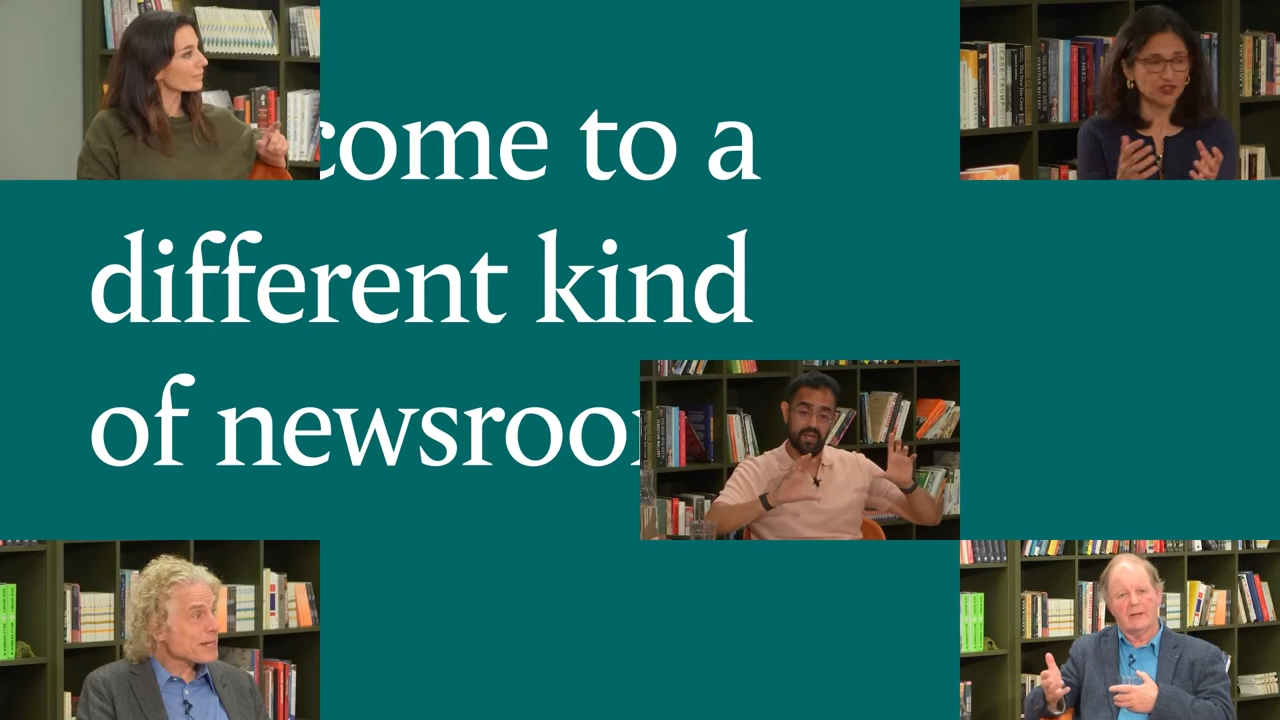 come to a
different kind
of newsroo